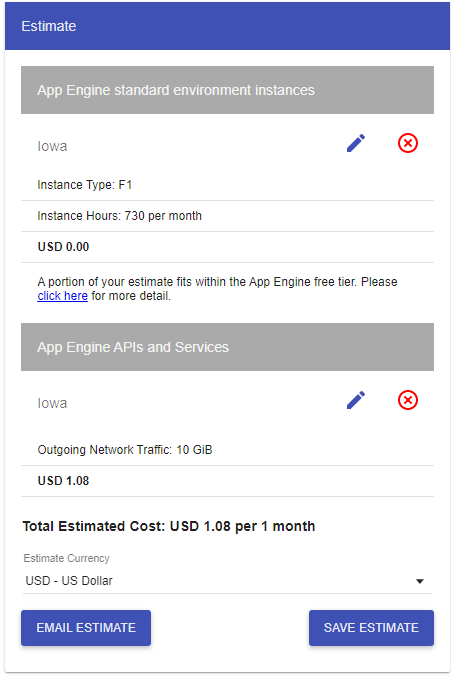 Estimate
App Engine standard environment instances
Iowa
Instance Type: F1
Instance Hours: 730 per month
USD 0.00
A portion of your estimate fits within the App Engine free tier. Please
click here for more detail.
App Engine APIs and Services
Iowa
Outgoing Network Traffic: 10 GiB
USD 1.08
Total Estimated Cost: USD 1.08 per 1 month
Estimate Currency
USD - US Dollar
EMAIL ESTIMATE
SAVE ESTIMATE